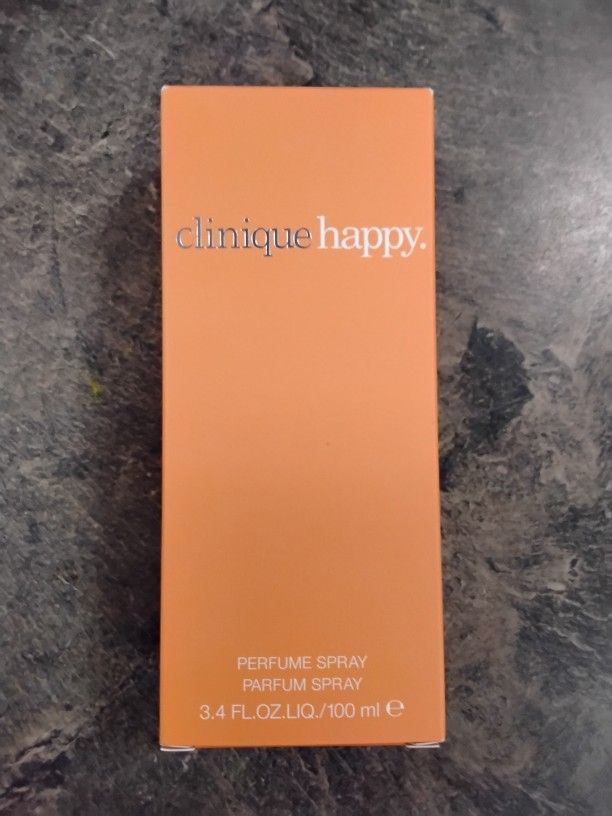 clinique happy.
PERFUME SPRAY
PARFUM SPRAY
3.4 FL.OZ.LIQ./100 ml ℮